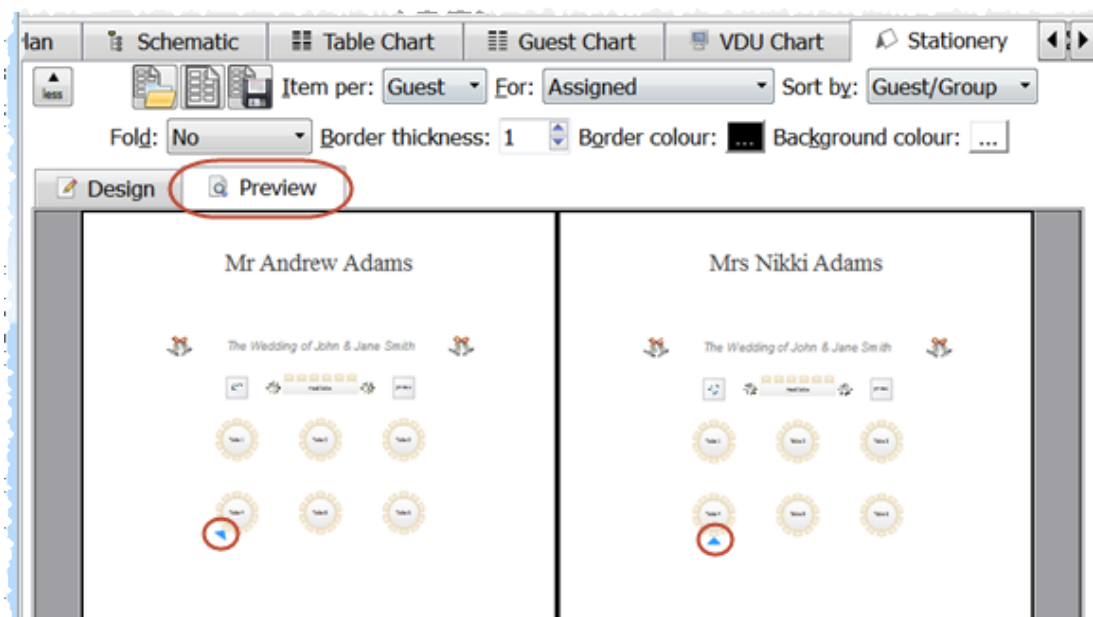 lan Schematic Table Chart Guest Chart VDU Chart Stationery
less Item per: Guest For: Assigned Sort by: Guest/Group
Fold: No Border thickness: 1 Border colour: ... Background colour: ...
Design Preview
Mr Andrew Adams
The Wedding of John & Jane Smith
Mrs Nikki Adams
The Wedding of John & Jane Smith